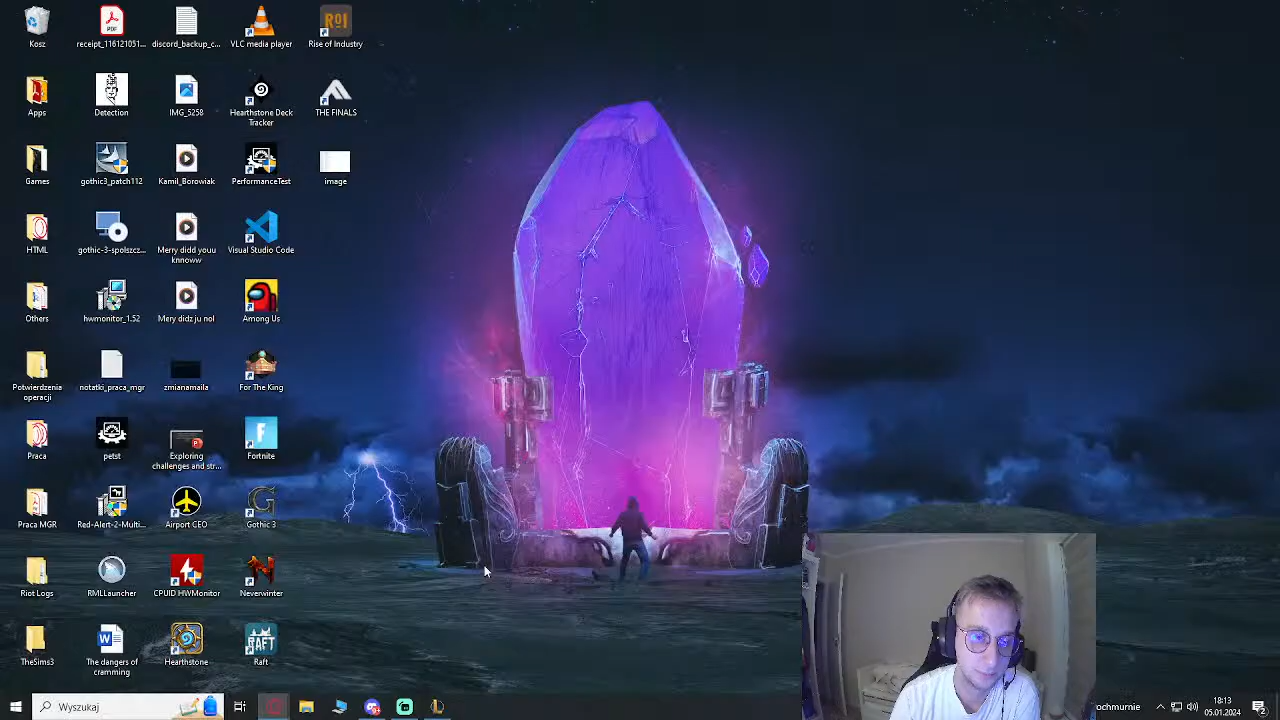 Kosz
receipt_116121051...
discord_backup_c...
VLC media player
Rise of Industry
Apps
Detection
IMG_5258
Hearthstone Deck
Tracker
THE FINALS
Games
gothic3_patch112
Kamil_Borowiak
PerformanceTest
image
HTML
gothic-3-spolszcz...
Merry didd youu
knnoww
Visual Studio Code
Others
hwmonitor_1.52
Mery didz ju nol
Among Us
Potwierdzenia
operacji
notatki_praca_mgr
zmianamaila
For The King
Praca
petst
Exploring
challenges and str...
Fortnite
Praca MGR
Red-Alert-2-Multi...
Airport CEO
Gothic 3
Riot Logs
RMLLauncher
CPUID HWMonitor
Neverwinter
TheSims3
The dangers of
cramming
Hearthstone
Raft
Wyszukaj
ochmurnie
18:13
05.01.2024